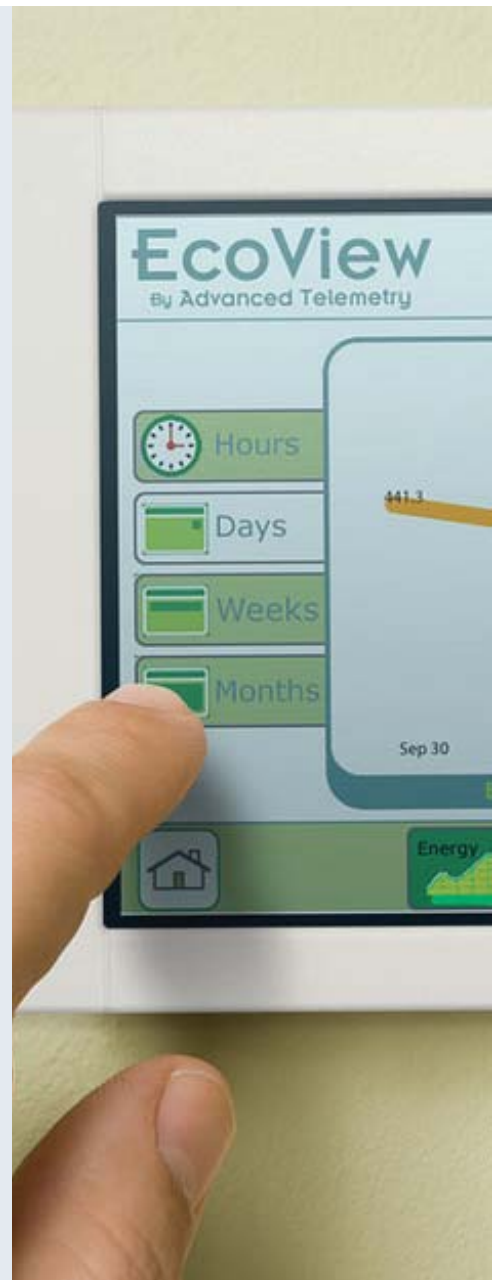 EcoView
By Advanced Telemetry
Hours
441.3
Days
Weeks
Months
Sep 30
Energy